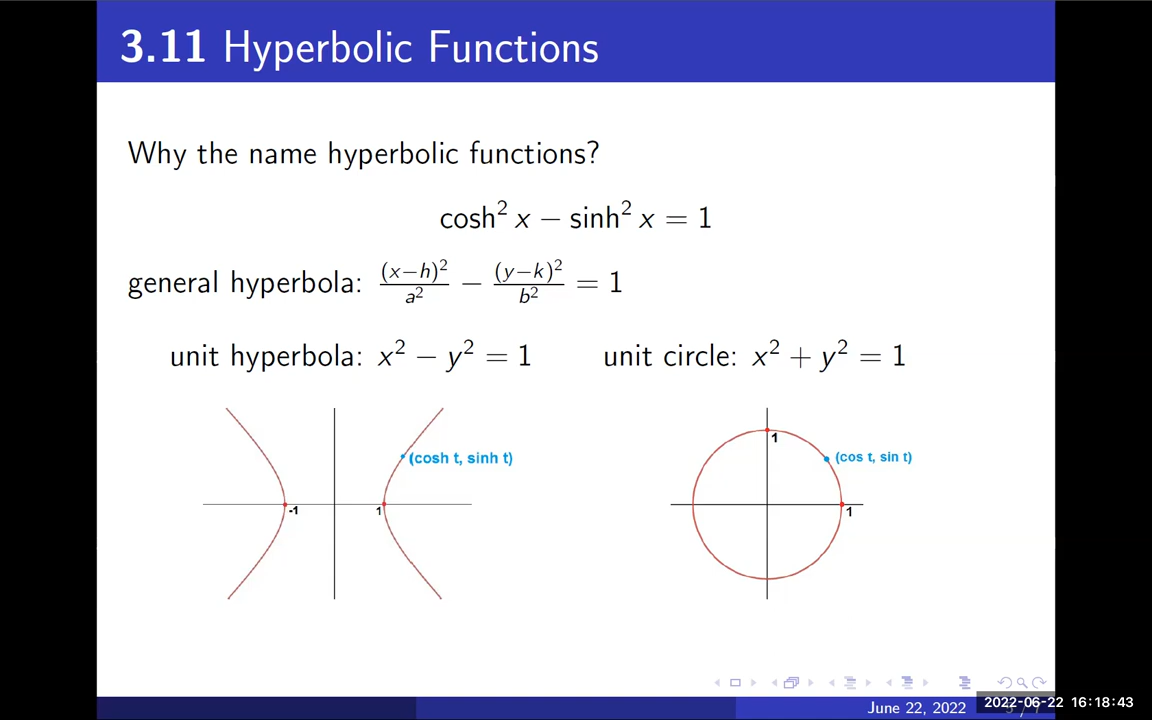 3.11 Hyperbolic Functions
Why the name hyperbolic functions?
cosh² x − sinh² x = 1
general hyperbola: (x−h)²/a² − (y−k)²/b² = 1
unit hyperbola: x² − y² = 1 unit circle: x² + y² = 1
1
(cosh t, sinh t) (cos t, sin t)
-1 1 1
June 22, 2022 2022-06-22 16:18:43